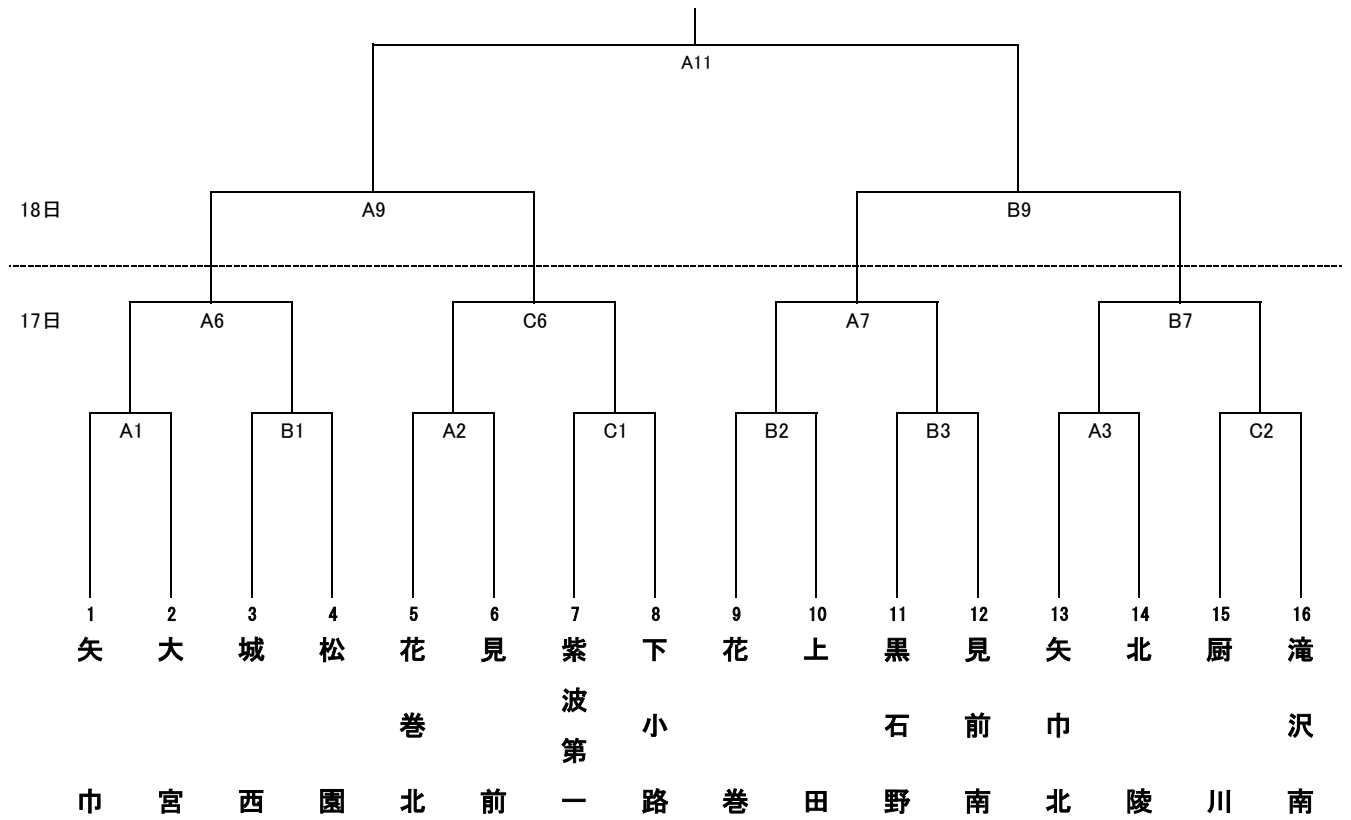 A11
18日
A9
B9
17日
A6
C6
A7
B7
A1
B1
A2
C1
B2
B3
A3
C2
1 2 3 4 5 6 7 8 9 10 11 12 13 14 15 16
矢巾
大宮
城西
松園
花巻北
見前
紫波第一
下小路
花巻
上田
黒石野
見前南
矢巾北
北陵
厨川
滝沢南